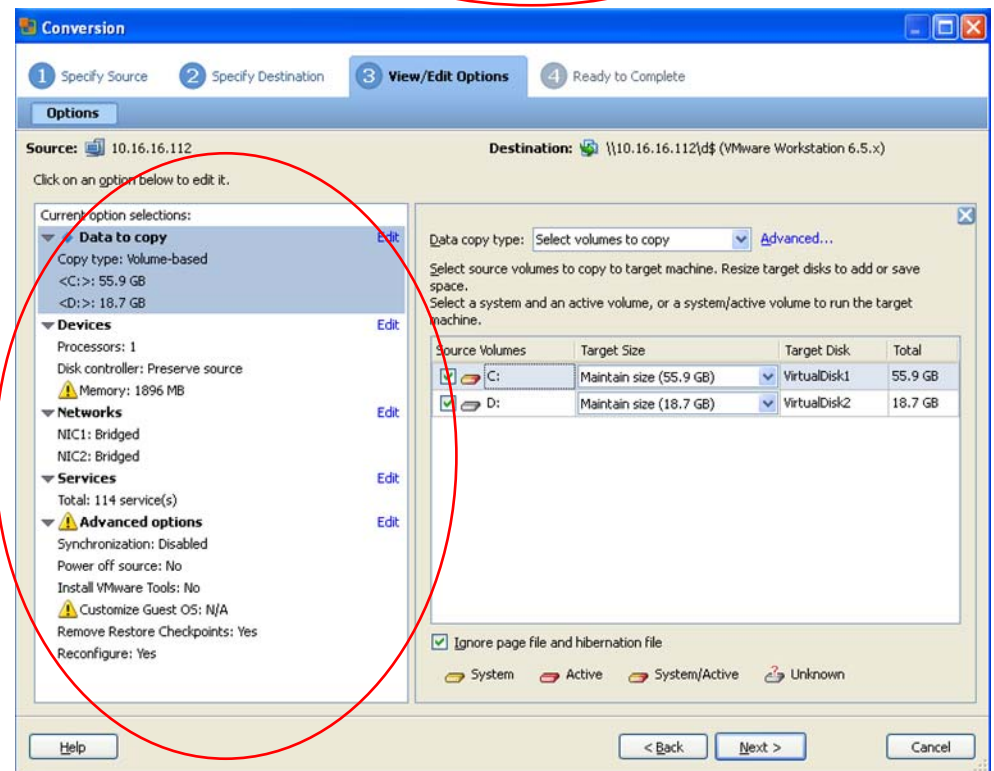 Conversion
1 Specify Source 2 Specify Destination 3 View/Edit Options 4 Ready to Complete
Options
Source: 10.16.16.112 Destination: \\10.16.16.112\d$ (VMware Workstation 6.5.x)
Click on an option below to edit it.
Current option selections:
Data to copy Edit
Copy type: Volume-based
<C:>: 55.9 GB
<D:>: 18.7 GB
Devices Edit
Processors: 1
Disk controller: Preserve source
Memory: 1896 MB
Networks Edit
NIC1: Bridged
NIC2: Bridged
Services Edit
Total: 114 service(s)
Advanced options Edit
Synchronization: Disabled
Power off source: No
Install VMware Tools: No
Customize Guest OS: N/A
Remove Restore Checkpoints: Yes
Reconfigure: Yes
Data copy type: Select volumes to copy Advanced...
Select source volumes to copy to target machine. Resize target disks to add or save
space.
Select a system and an active volume, or a system/active volume to run the target
machine.
Source Volumes Target Size Target Disk Total
C: Maintain size (55.9 GB) VirtualDisk1 55.9 GB
D: Maintain size (18.7 GB) VirtualDisk2 18.7 GB
Ignore page file and hibernation file
System Active System/Active ? Unknown
Help < Back Next > Cancel